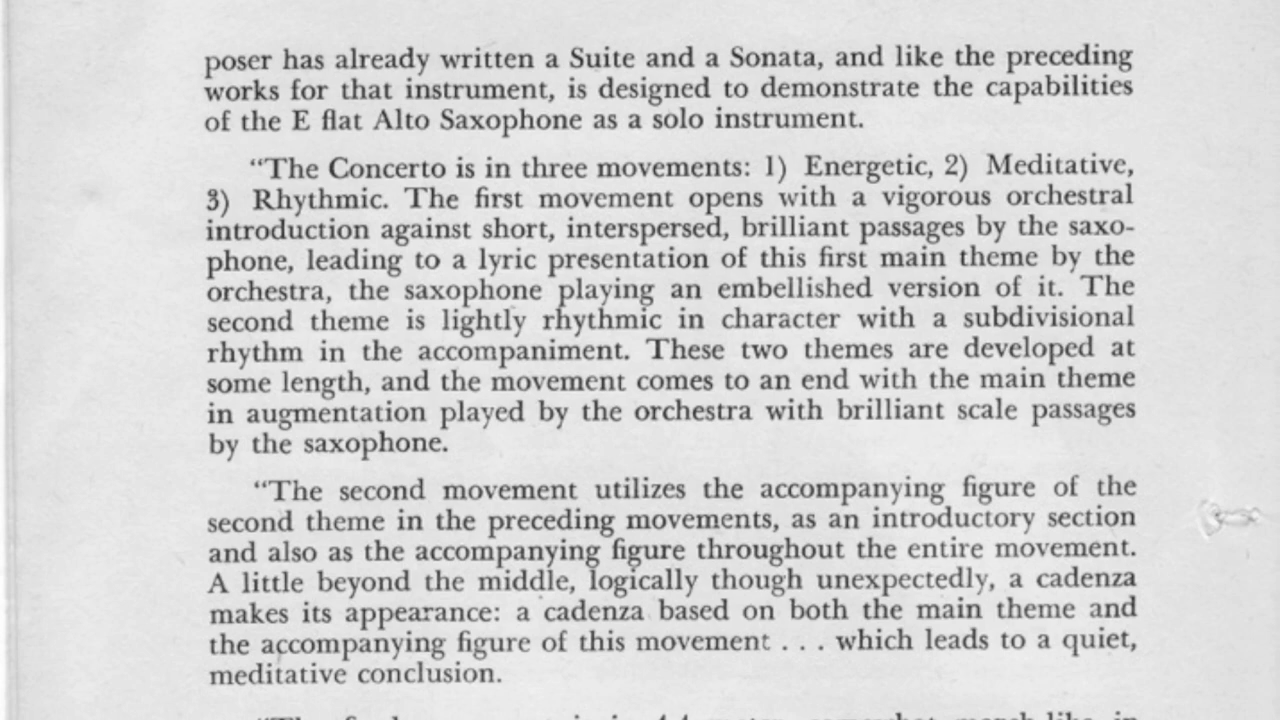 poser has already written a Suite and a Sonata, and like the preceding
works for that instrument, is designed to demonstrate the capabilities
of the E flat Alto Saxophone as a solo instrument.
“The Concerto is in three movements: 1) Energetic, 2) Meditative,
3) Rhythmic. The first movement opens with a vigorous orchestral
introduction against short, interspersed, brilliant passages by the saxo-
phone, leading to a lyric presentation of this first main theme by the
orchestra, the saxophone playing an embellished version of it. The
second theme is lightly rhythmic in character with a subdivisional
rhythm in the accompaniment. These two themes are developed at
some length, and the movement comes to an end with the main theme
in augmentation played by the orchestra with brilliant scale passages
by the saxophone.
“The second movement utilizes the accompanying figure of the
second theme in the preceding movements, as an introductory section
and also as the accompanying figure throughout the entire movement.
A little beyond the middle, logically though unexpectedly, a cadenza
makes its appearance: a cadenza based on both the main theme and
the accompanying figure of this movement . . . which leads to a quiet,
meditative conclusion.